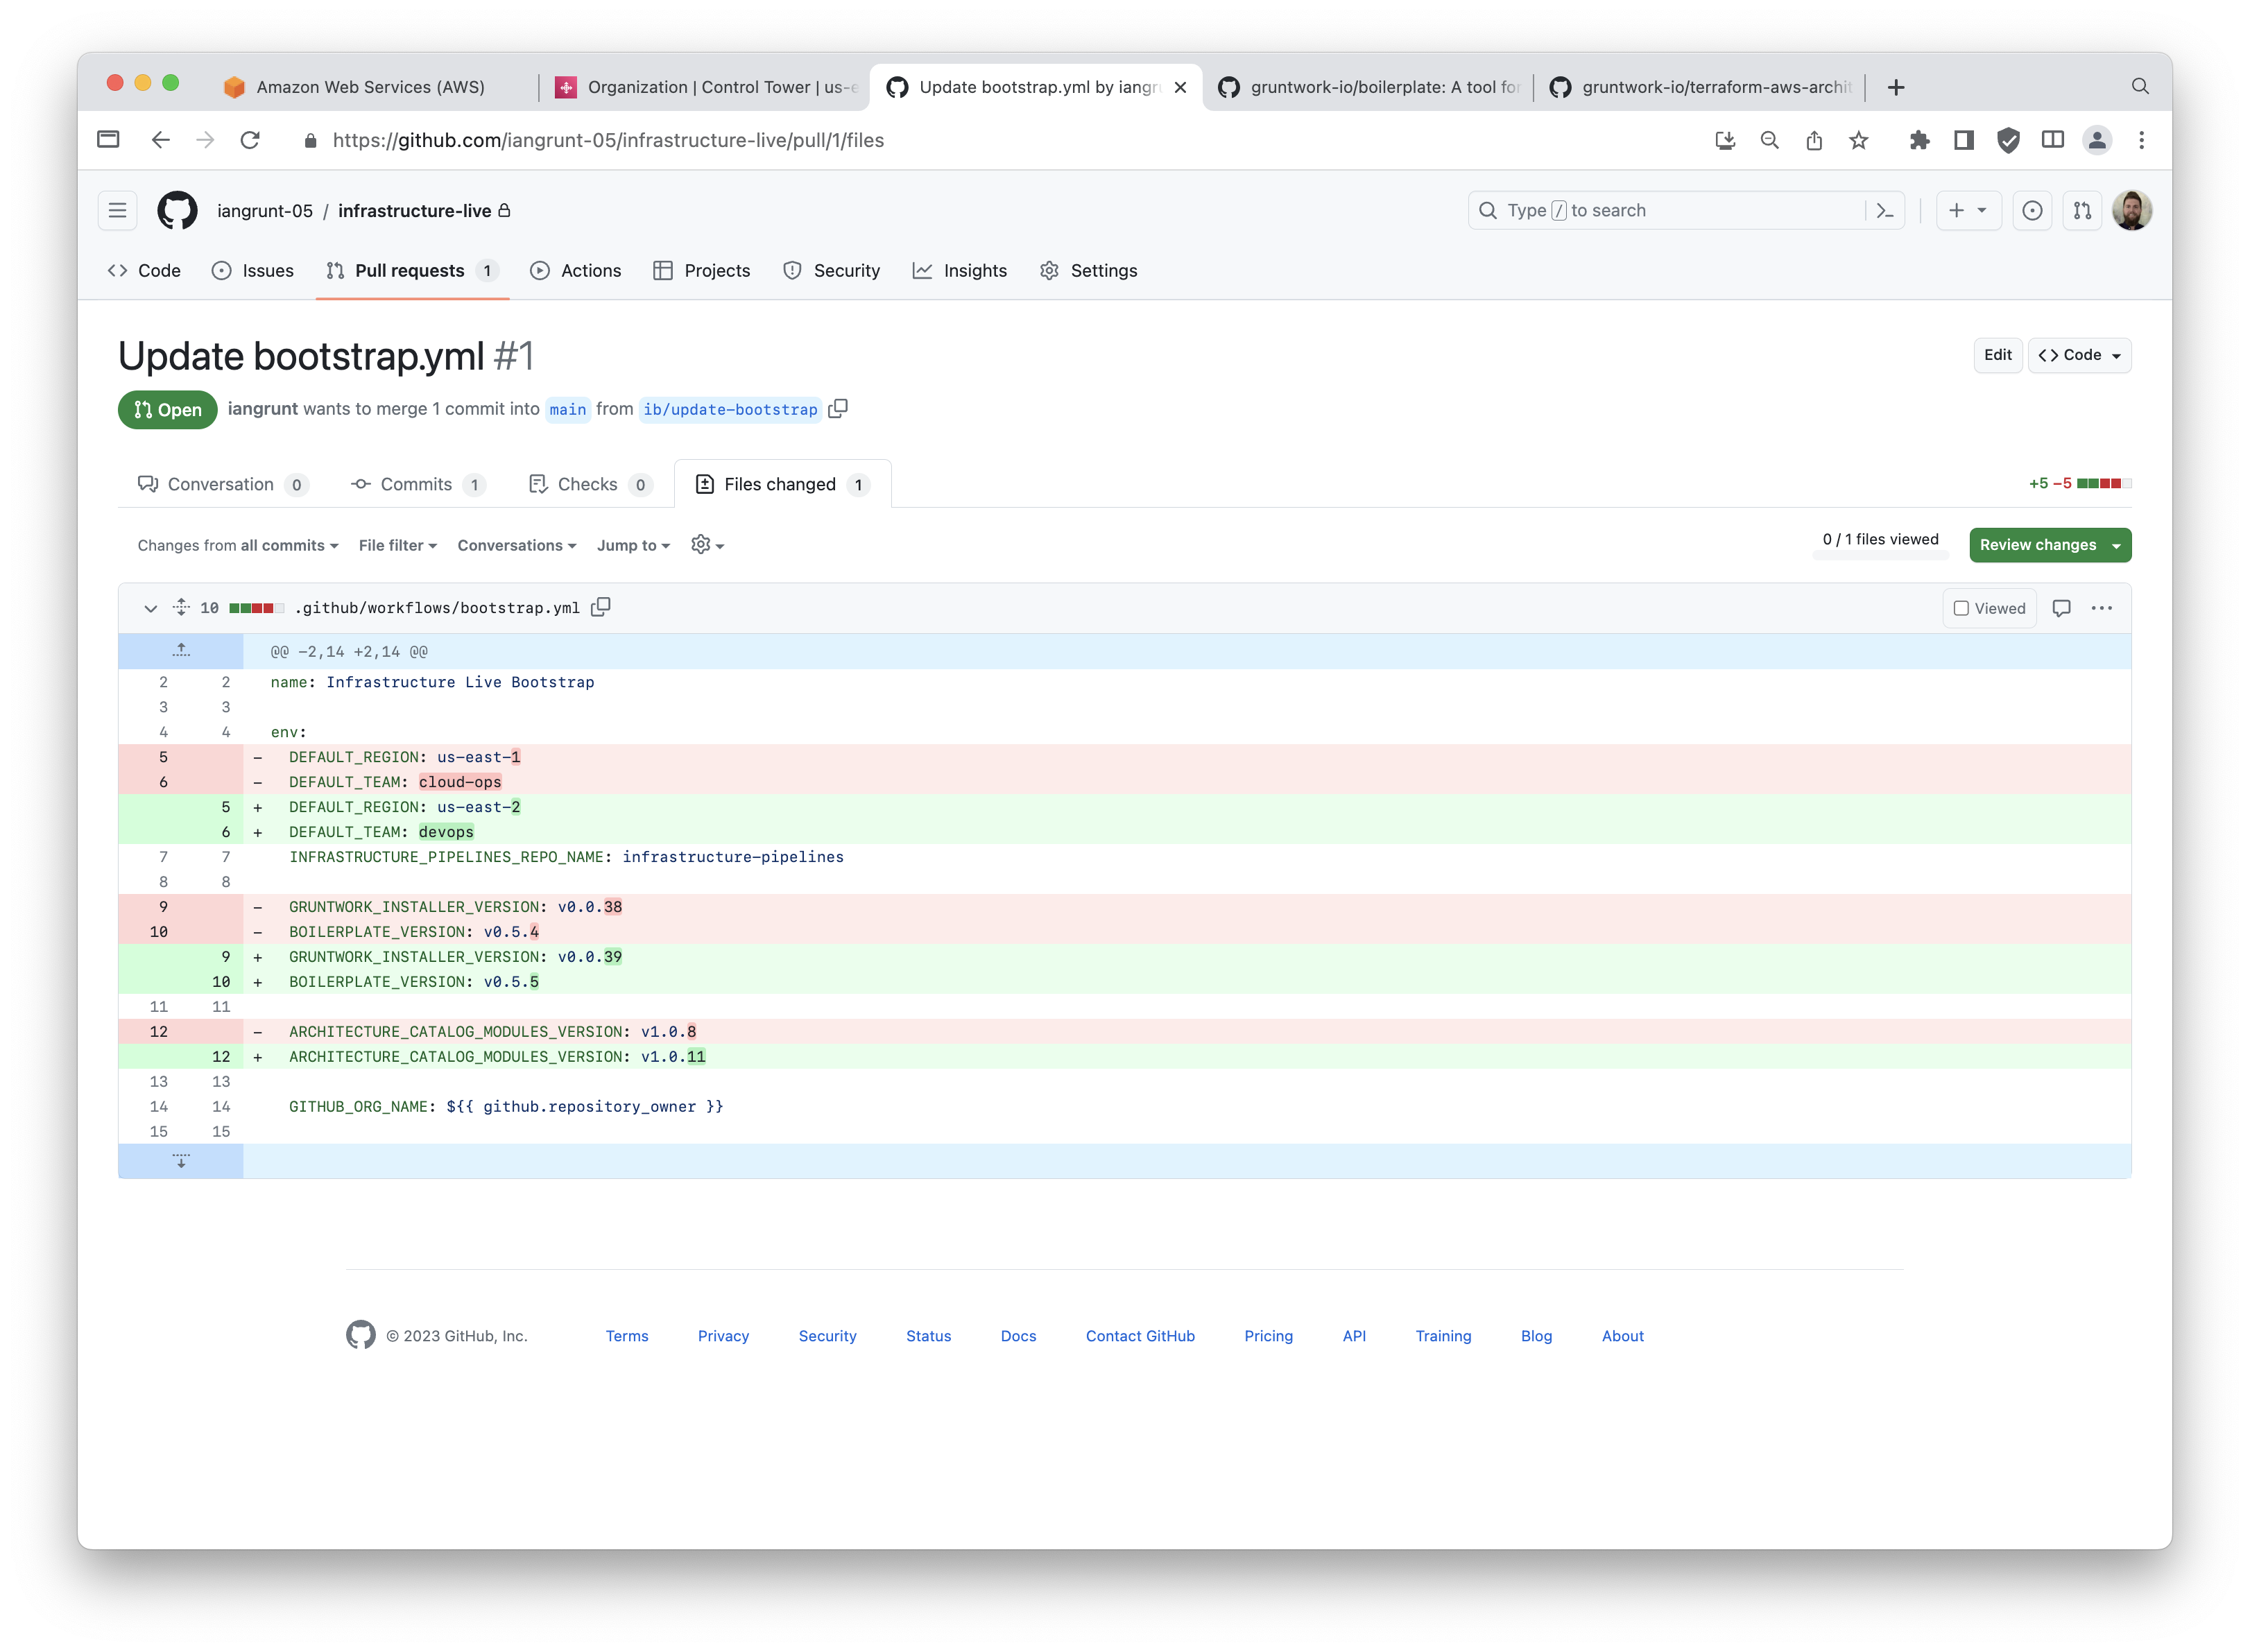 Amazon Web Services (AWS)
Organization | Control Tower | us-e
Update bootstrap.yml by iangr
gruntwork-io/boilerplate: A tool for
gruntwork-io/terraform-aws-archit
https://github.com/iangrunt-05/infrastructure-live/pull/1/files
iangrunt-05 / infrastructure-live
Type / to search
Code
Issues
Pull requests 1
Actions
Projects
Security
Insights
Settings
Update bootstrap.yml #1
Edit
<> Code
Open
iangrunt wants to merge 1 commit into main from ib/update-bootstrap
Conversation 0
Commits 1
Checks 0
Files changed 1
+5 −5
Changes from all commits
File filter
Conversations
Jump to
0 / 1 files viewed
Review changes
10 .github/workflows/bootstrap.yml
Viewed
@@ -2,14 +2,14 @@
2 2 name: Infrastructure Live Bootstrap
3 3
4 4 env:
5 - DEFAULT_REGION: us-east-1
6 - DEFAULT_TEAM: cloud-ops
5 + DEFAULT_REGION: us-east-2
6 + DEFAULT_TEAM: devops
7 7 INFRASTRUCTURE_PIPELINES_REPO_NAME: infrastructure-pipelines
8 8
9 - GRUNTWORK_INSTALLER_VERSION: v0.0.38
10 - BOILERPLATE_VERSION: v0.5.4
9 + GRUNTWORK_INSTALLER_VERSION: v0.0.39
10 + BOILERPLATE_VERSION: v0.5.5
11 11
12 - ARCHITECTURE_CATALOG_MODULES_VERSION: v1.0.8
12 + ARCHITECTURE_CATALOG_MODULES_VERSION: v1.0.11
13 13
14 14 GITHUB_ORG_NAME: ${{ github.repository_owner }}
15 15
© 2023 GitHub, Inc.
Terms
Privacy
Security
Status
Docs
Contact GitHub
Pricing
API
Training
Blog
About